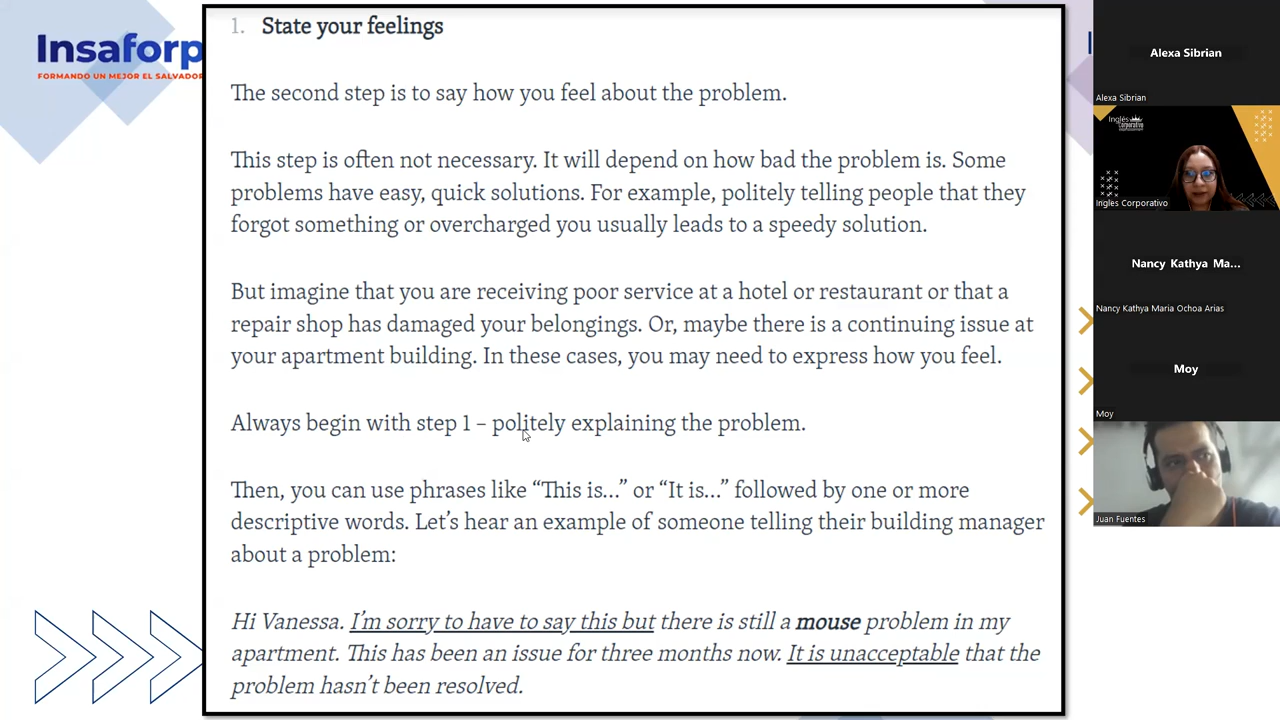 Insaforp
FORMANDO UN MEJOR EL SALVADOR
1. State your feelings
The second step is to say how you feel about the problem.
This step is often not necessary. It will depend on how bad the problem is. Some
problems have easy, quick solutions. For example, politely telling people that they
forgot something or overcharged you usually leads to a speedy solution.
But imagine that you are receiving poor service at a hotel or restaurant or that a
repair shop has damaged your belongings. Or, maybe there is a continuing issue at
your apartment building. In these cases, you may need to express how you feel.
Always begin with step 1 – politely explaining the problem.
Then, you can use phrases like “This is…” or “It is…” followed by one or more
descriptive words. Let’s hear an example of someone telling their building manager
about a problem:
Hi Vanessa. I’m sorry to have to say this but there is still a mouse problem in my
apartment. This has been an issue for three months now. It is unacceptable that the
problem hasn’t been resolved.
Alexa Sibrian
Alexa Sibrian
Inglés
Corporativo
Ingles Corporativo
Nancy Kathya Ma...
Nancy Kathya Maria Ochoa Arias
Moy
Moy
Juan Fuentes